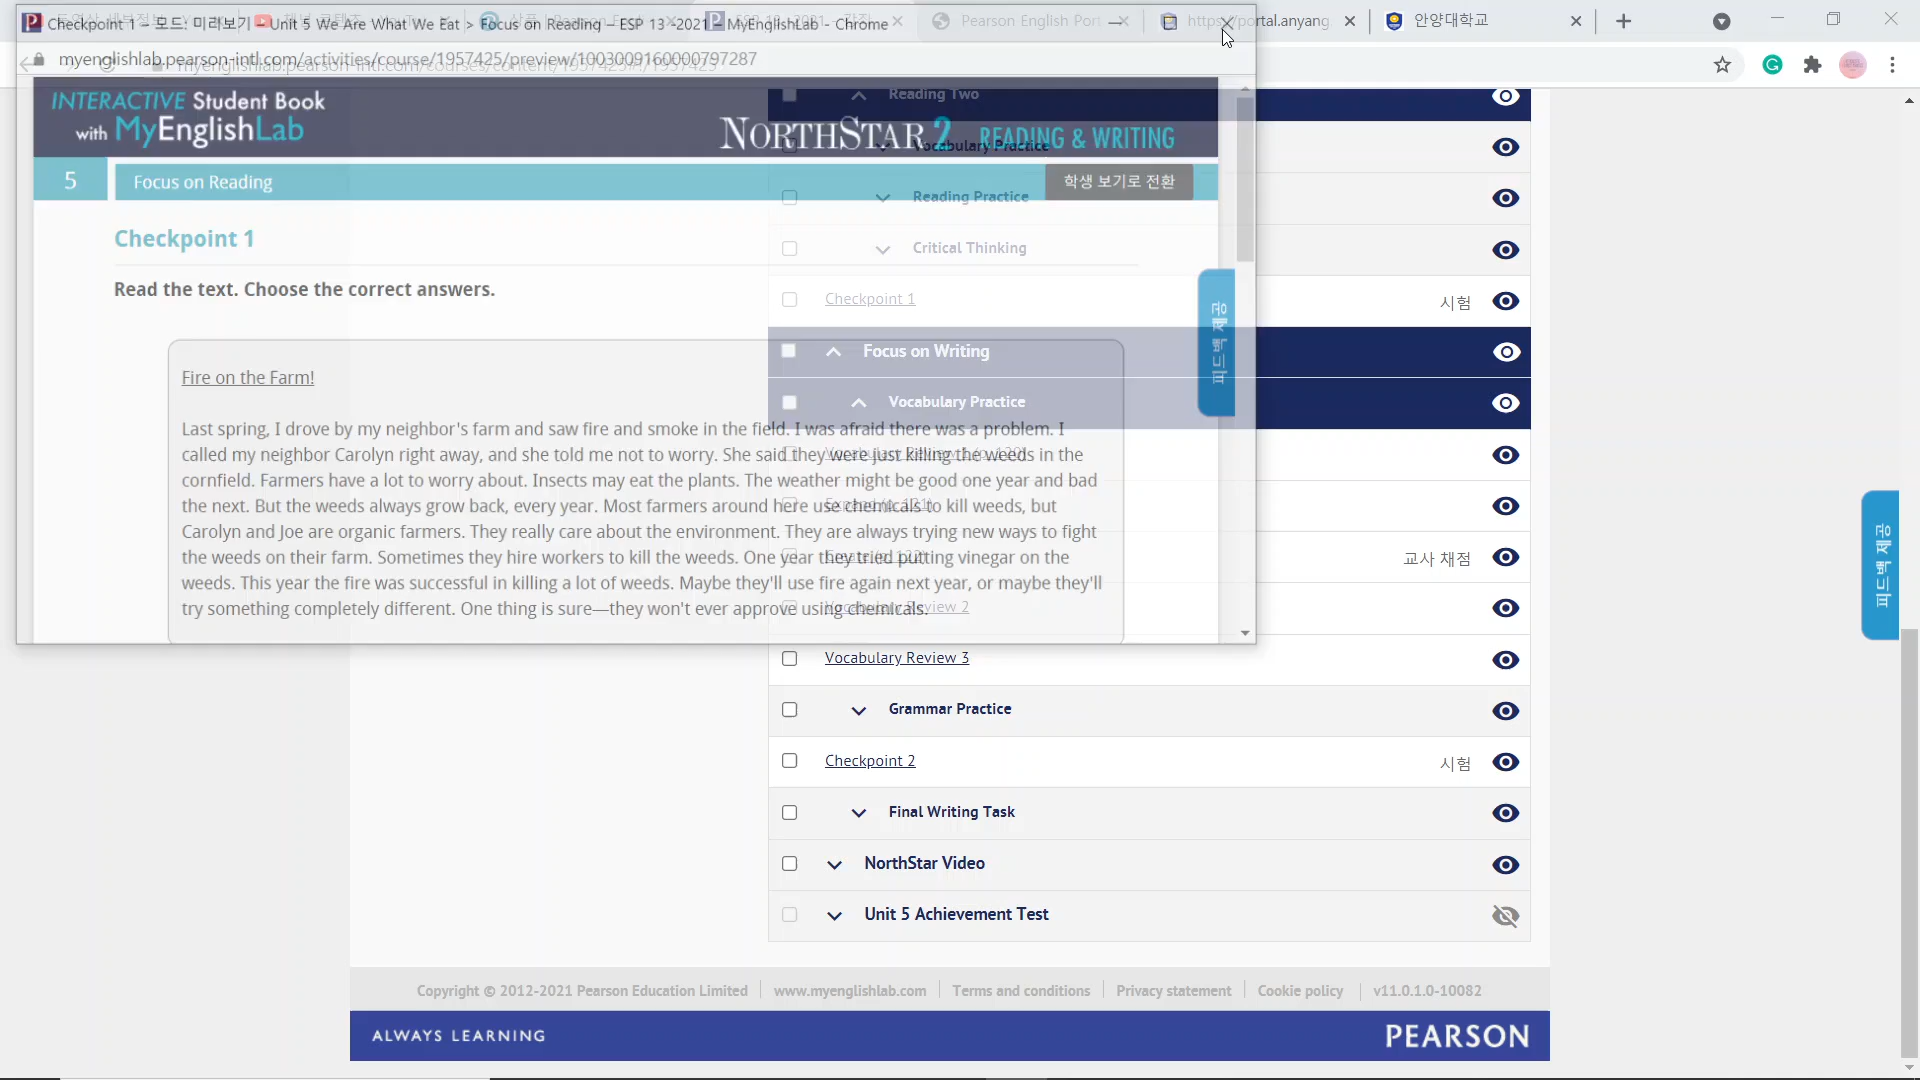 Checkpoint 1 – 모드: 미리보기 – Unit 5 We Are What We Eat > Focus on Reading – ESP 13 -2021 – MyEnglishLab - Chrome
Pearson English Port
https://portal.anyang.
안양대학교
myenglishlab.pearson-intl.com/activities/course/1957425/preview/1003009160000797287
INTERACTIVE Student Book
with MyEnglishLab
NORTHSTAR 2 READING & WRITING
5
Focus on Reading
학생 보기로 전환
Checkpoint 1
Read the text. Choose the correct answers.
Fire on the Farm!
Last spring, I drove by my neighbor's farm and saw fire and smoke in the field. I was afraid there was a problem. I
called my neighbor Carolyn right away, and she told me not to worry. She said they were just killing the weeds in the
cornfield. Farmers have a lot to worry about. Insects may eat the plants. The weather might be good one year and bad
the next. But the weeds always grow back, every year. Most farmers around here use chemicals to kill weeds, but
Carolyn and Joe are organic farmers. They really care about the environment. They are always trying new ways to fight
the weeds on their farm. Sometimes they hire workers to kill the weeds. One year they tried putting vinegar on the
weeds. This year the fire was successful in killing a lot of weeds. Maybe they'll use fire again next year, or maybe they'll
try something completely different. One thing is sure—they won't ever approve using chemicals.
피드백 제공
Reading Two
Vocabulary Practice
Reading Practice
Critical Thinking
Checkpoint 1
시험
Focus on Writing
Vocabulary Practice
교사 채점
Vocabulary Review 2
Vocabulary Review 3
Grammar Practice
Checkpoint 2
시험
Final Writing Task
NorthStar Video
Unit 5 Achievement Test
피드백 제공
Copyright © 2012-2021 Pearson Education Limited
www.myenglishlab.com
Terms and conditions
Privacy statement
Cookie policy
v11.0.1.0-10082
ALWAYS LEARNING
PEARSON